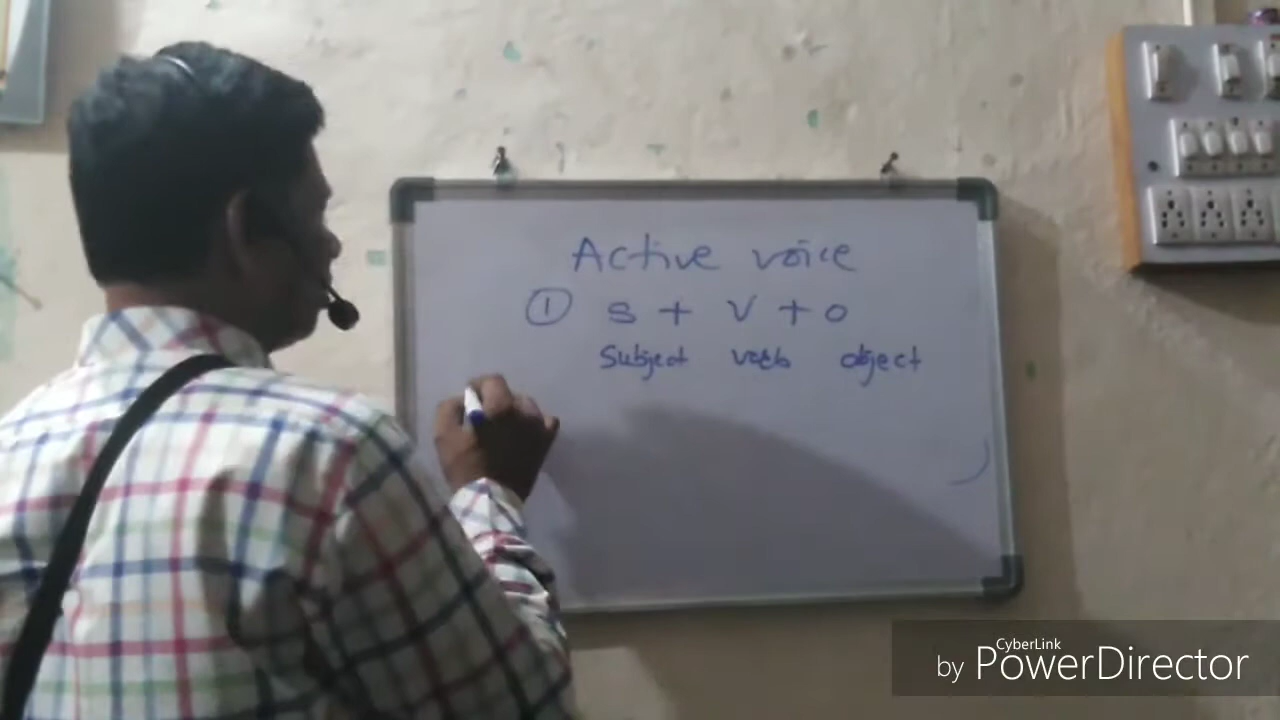 Active voice
① S + V + O
Subject verb object
CyberLink
by PowerDirector